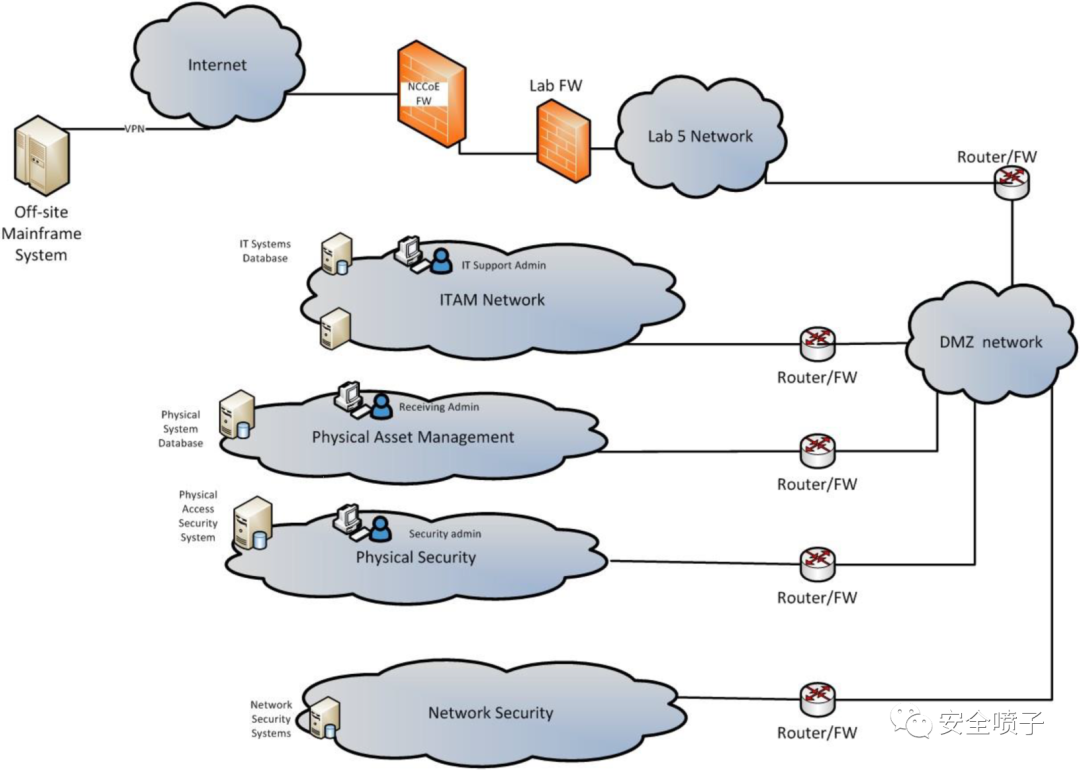 Internet
NCCoE
FW
Lab FW
Lab 5 Network
Router/FW
VPN
Off-site
Mainframe
System
IT Systems
Database
IT Support Admin
ITAM Network
DMZ network
Router/FW
Physical
System
Database
Receiving Admin
Physical Asset Management
Router/FW
Physical
Access
Security
System
Security admin
Physical Security
Router/FW
Network
Security
Systems
Network Security
Router/FW
安全喷子